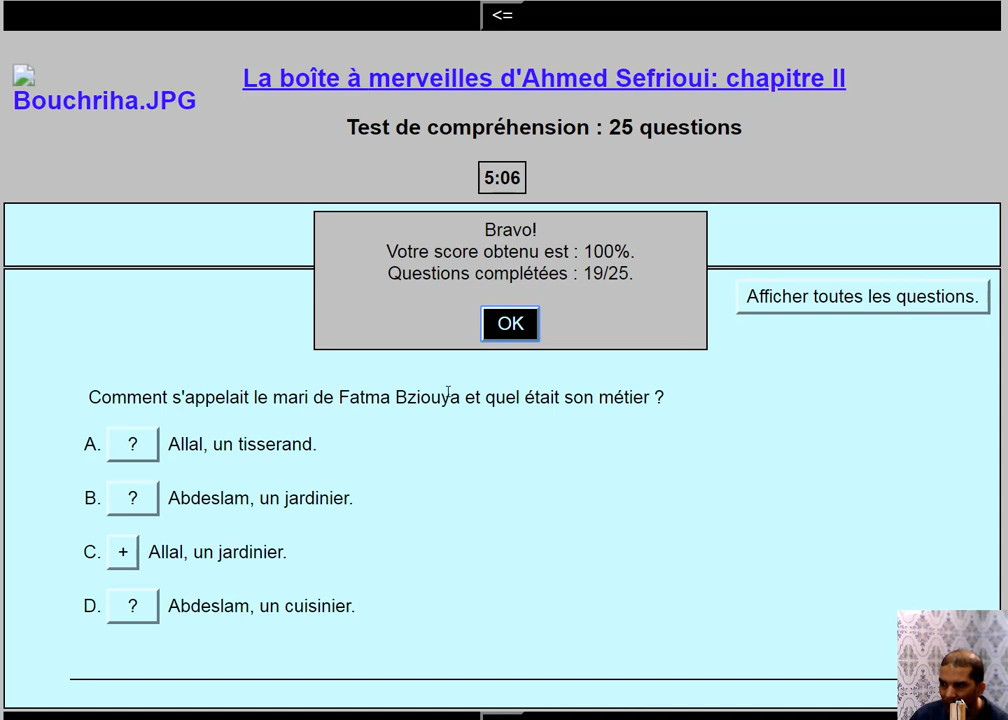 <=
Bouchriha.JPG
La boîte à merveilles d'Ahmed Sefrioui: chapitre II
Test de compréhension : 25 questions
5:06
Bravo!
Votre score obtenu est : 100%.
Questions complétées : 19/25.
OK
Afficher toutes les questions.
Comment s'appelait le mari de Fatma Bziouya et quel était son métier ?
A. ? Allal, un tisserand.
B. ? Abdeslam, un jardinier.
C. + Allal, un jardinier.
D. ? Abdeslam, un cuisinier.